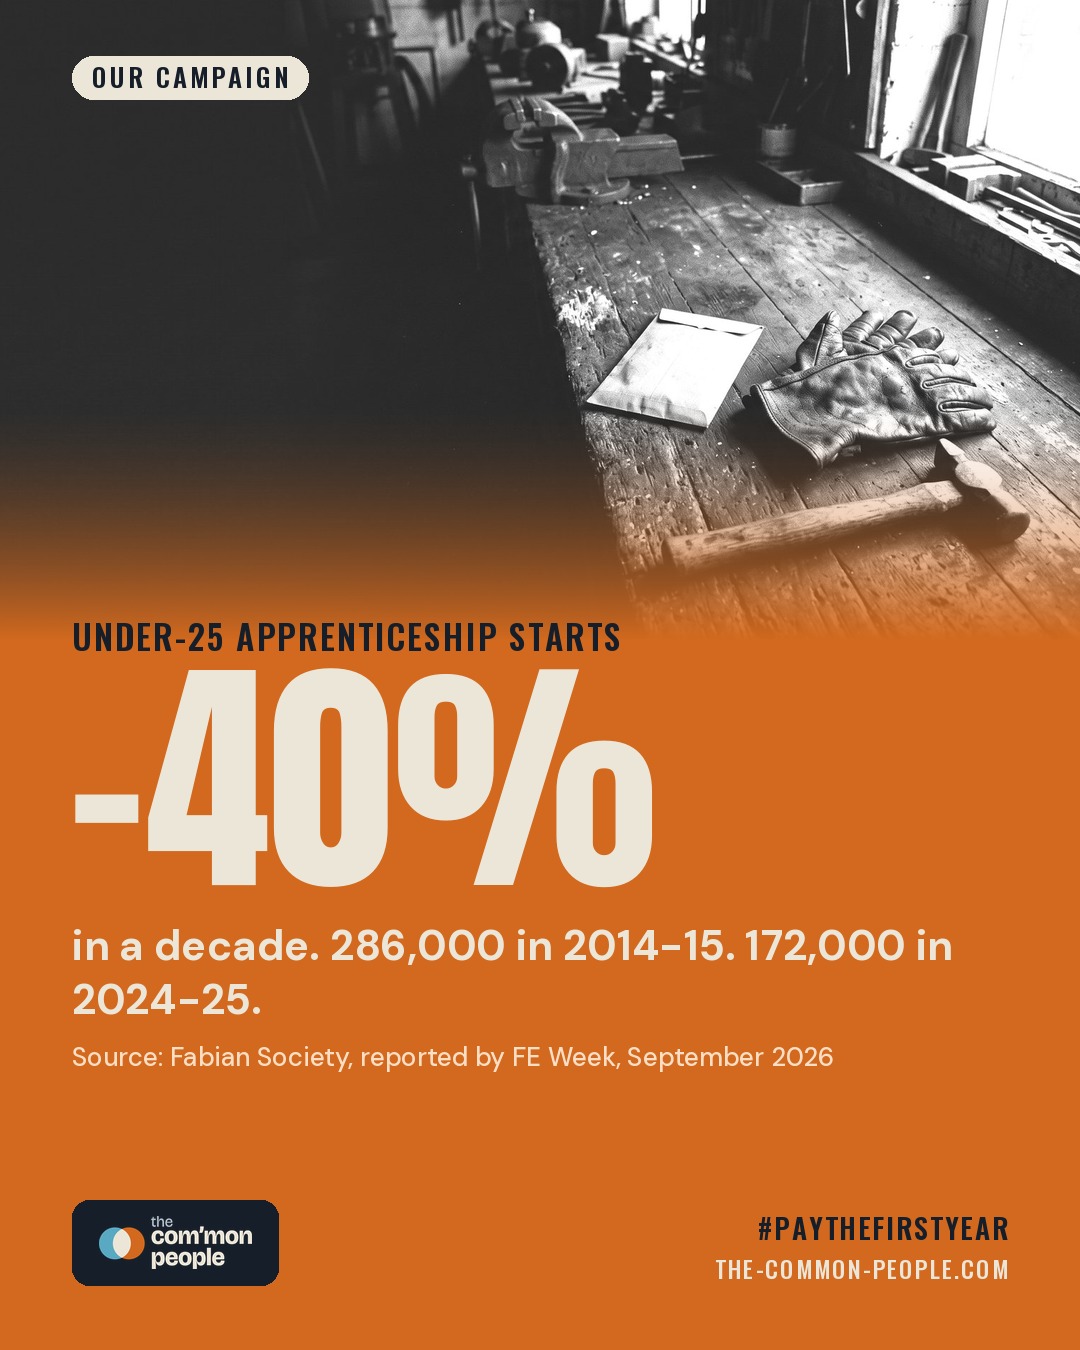 OUR CAMPAIGN
UNDER-25 APPRENTICESHIP STARTS
-40%
in a decade. 286,000 in 2014-15. 172,000 in
2024-25.
Source: Fabian Society, reported by FE Week, September 2026
the
com'mon
people
#PAYTHEFIRSTYEAR
THE-COMMON-PEOPLE.COM